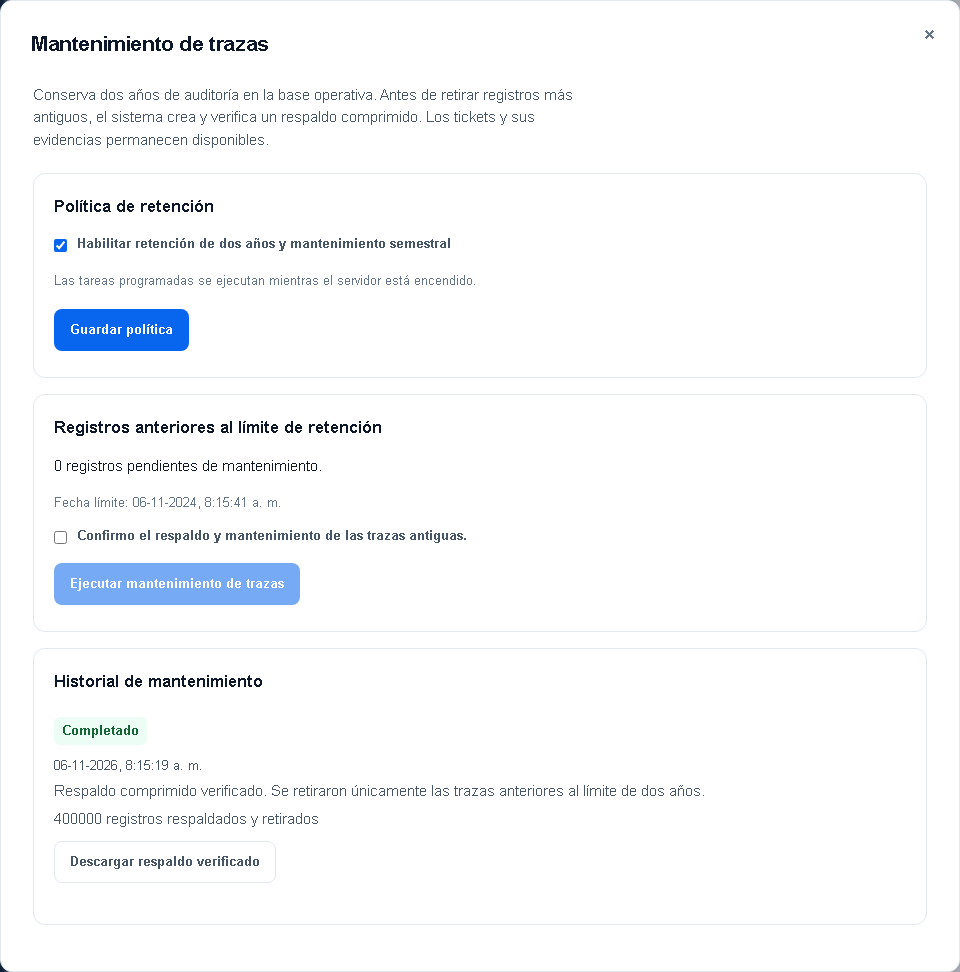 Mantenimiento de trazas
×
Conserva dos años de auditoría en la base operativa. Antes de retirar registros más
antiguos, el sistema crea y verifica un respaldo comprimido. Los tickets y sus
evidencias permanecen disponibles.
Política de retención
Habilitar retención de dos años y mantenimiento semestral
Las tareas programadas se ejecutan mientras el servidor está encendido.
Guardar política
Registros anteriores al límite de retención
0 registros pendientes de mantenimiento.
Fecha límite: 06-11-2024, 8:15:41 a. m.
Confirmo el respaldo y mantenimiento de las trazas antiguas.
Ejecutar mantenimiento de trazas
Historial de mantenimiento
Completado
06-11-2026, 8:15:19 a. m.
Respaldo comprimido verificado. Se retiraron únicamente las trazas anteriores al límite de dos años.
400000 registros respaldados y retirados
Descargar respaldo verificado